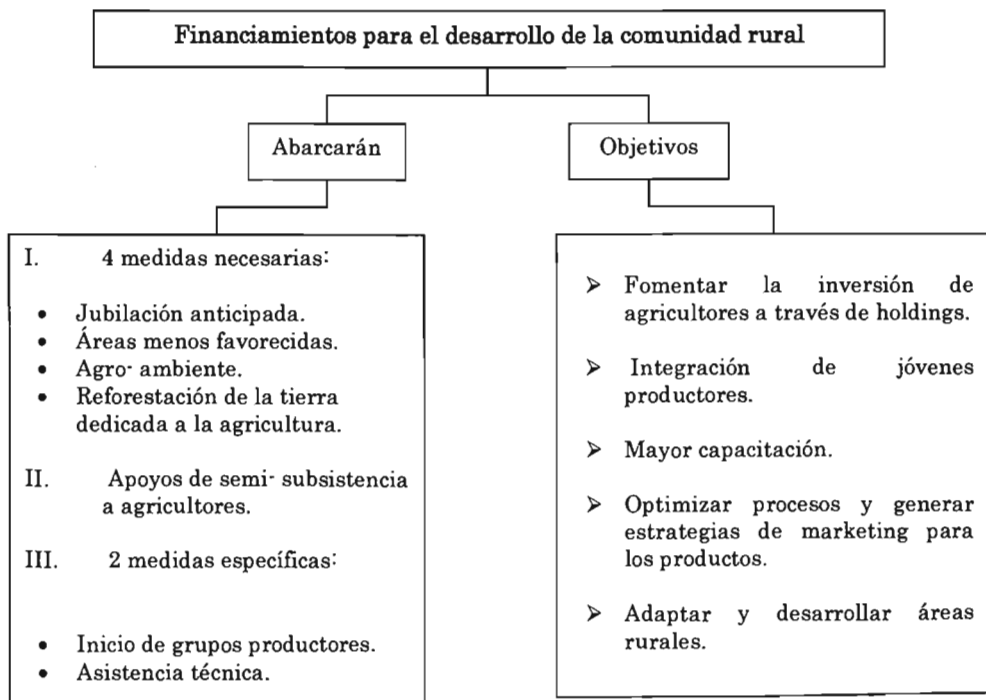 Financiamientos para el desarrollo de la comunidad rural
Abarcarán
Objetivos
I. 4 medidas necesarias:
• Jubilación anticipada.
• Áreas menos favorecidas.
• Agro- ambiente.
• Reforestación de la tierra
dedicada a la agricultura.
II. Apoyos de semi- subsistencia
a agricultores.
III. 2 medidas específicas:
• Inicio de grupos productores.
• Asistencia técnica.
➢ Fomentar la inversión de
agricultores a través de holdings.
➢ Integración de jóvenes
productores.
➢ Mayor capacitación.
➢ Optimizar procesos y generar
estrategias de marketing para
los productos.
➢ Adaptar y desarrollar áreas
rurales.